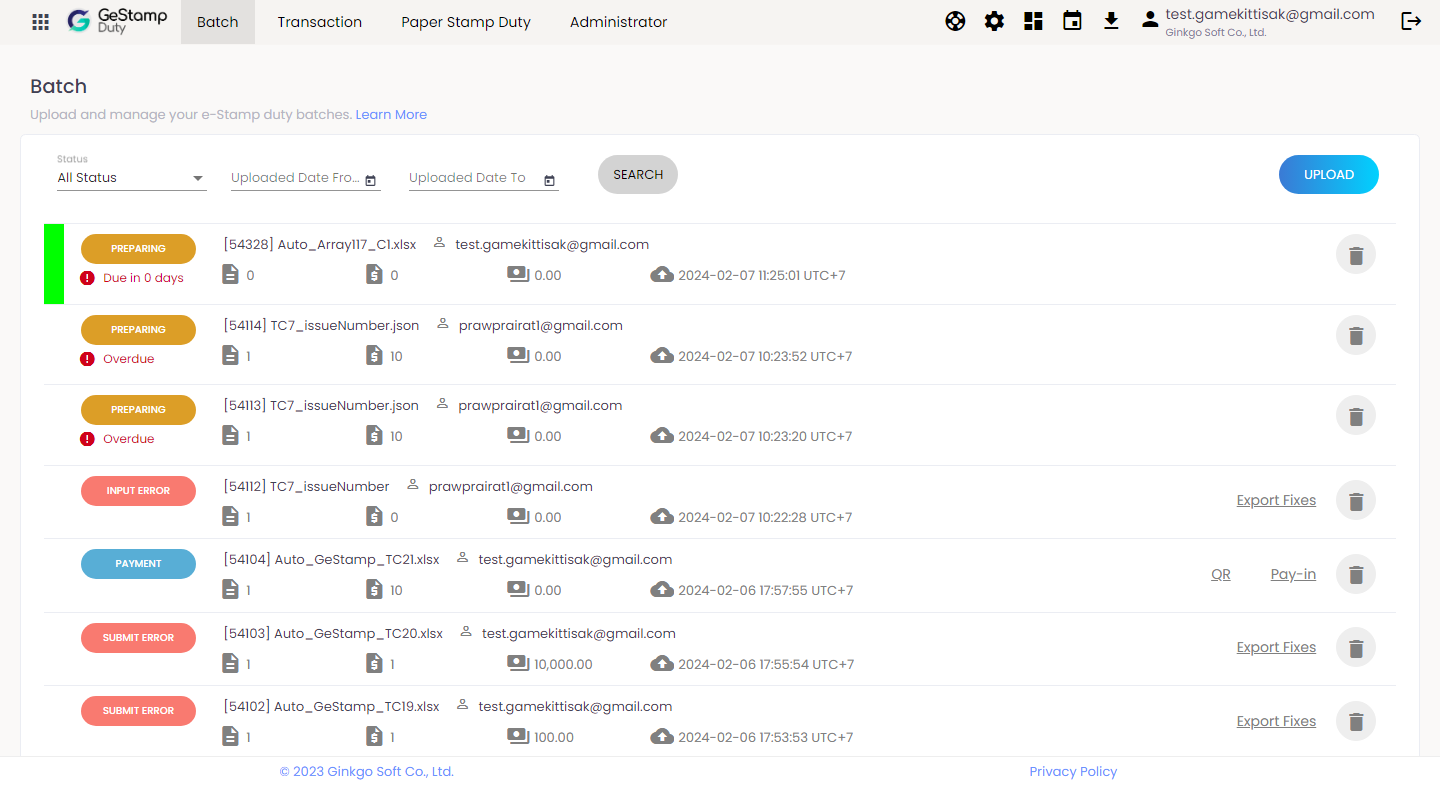 GeStamp Duty
Batch
Transaction
Paper Stamp Duty
Administrator
test.gamekittisak@gmail.com
Ginkgo Soft Co., Ltd.
Batch
Upload and manage your e-Stamp duty batches. Learn More
Status
All Status
Uploaded Date Fro...
Uploaded Date To
SEARCH
UPLOAD
PREPARING
[54328] Auto_Array117_C1.xlsx test.gamekittisak@gmail.com
Due in 0 days
0 0 0.00 2024-02-07 11:25:01 UTC+7
PREPARING
[54114] TC7_issueNumber.json prawprairat1@gmail.com
Overdue
1 10 0.00 2024-02-07 10:23:52 UTC+7
PREPARING
[54113] TC7_issueNumber.json prawprairat1@gmail.com
Overdue
1 10 0.00 2024-02-07 10:23:20 UTC+7
INPUT ERROR
[54112] TC7_issueNumber prawprairat1@gmail.com
1 0 0.00 2024-02-07 10:22:28 UTC+7
Export Fixes
PAYMENT
[54104] Auto_GeStamp_TC21.xlsx test.gamekittisak@gmail.com
1 10 0.00 2024-02-06 17:57:55 UTC+7
QR Pay-in
SUBMIT ERROR
[54103] Auto_GeStamp_TC20.xlsx test.gamekittisak@gmail.com
1 1 10,000.00 2024-02-06 17:55:54 UTC+7
Export Fixes
SUBMIT ERROR
[54102] Auto_GeStamp_TC19.xlsx test.gamekittisak@gmail.com
1 1 100.00 2024-02-06 17:53:53 UTC+7
Export Fixes
© 2023 Ginkgo Soft Co., Ltd.
Privacy Policy